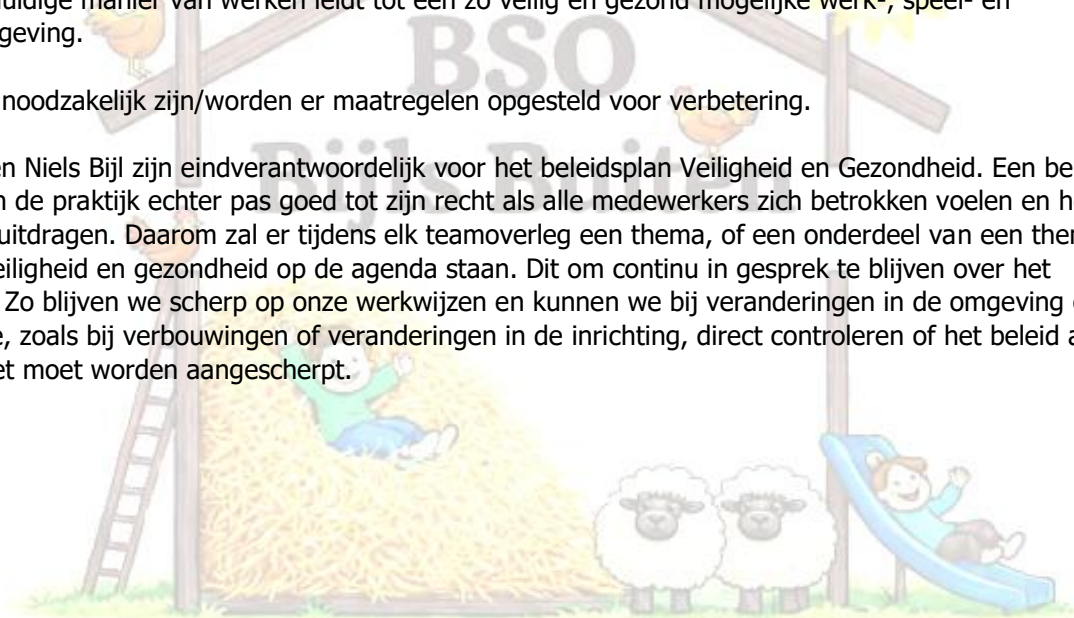 uidige manier van werken leidt tot een zo veilig en gezond mogelijke werk-, speel- en
geving.
BSO
noodzakelijk zijn/worden er maatregelen opgesteld voor verbetering.
Bijls Buiten
en Niels Bijl zijn eindverantwoordelijk voor het beleidsplan Veiligheid en Gezondheid. Een be
de praktijk echter pas goed tot zijn recht als alle medewerkers zich betrokken voelen en h
uitdragen. Daarom zal er tijdens elk teamoverleg een thema, of een onderdeel van een the
eiligheid en gezondheid op de agenda staan. Dit om continu in gesprek te blijven over het
Zo blijven we scherp op onze werkwijzen en kunnen we bij veranderingen in de omgeving
, zoals bij verbouwingen of veranderingen in de inrichting, direct controleren of het beleid a
et moet worden aangescherpt.